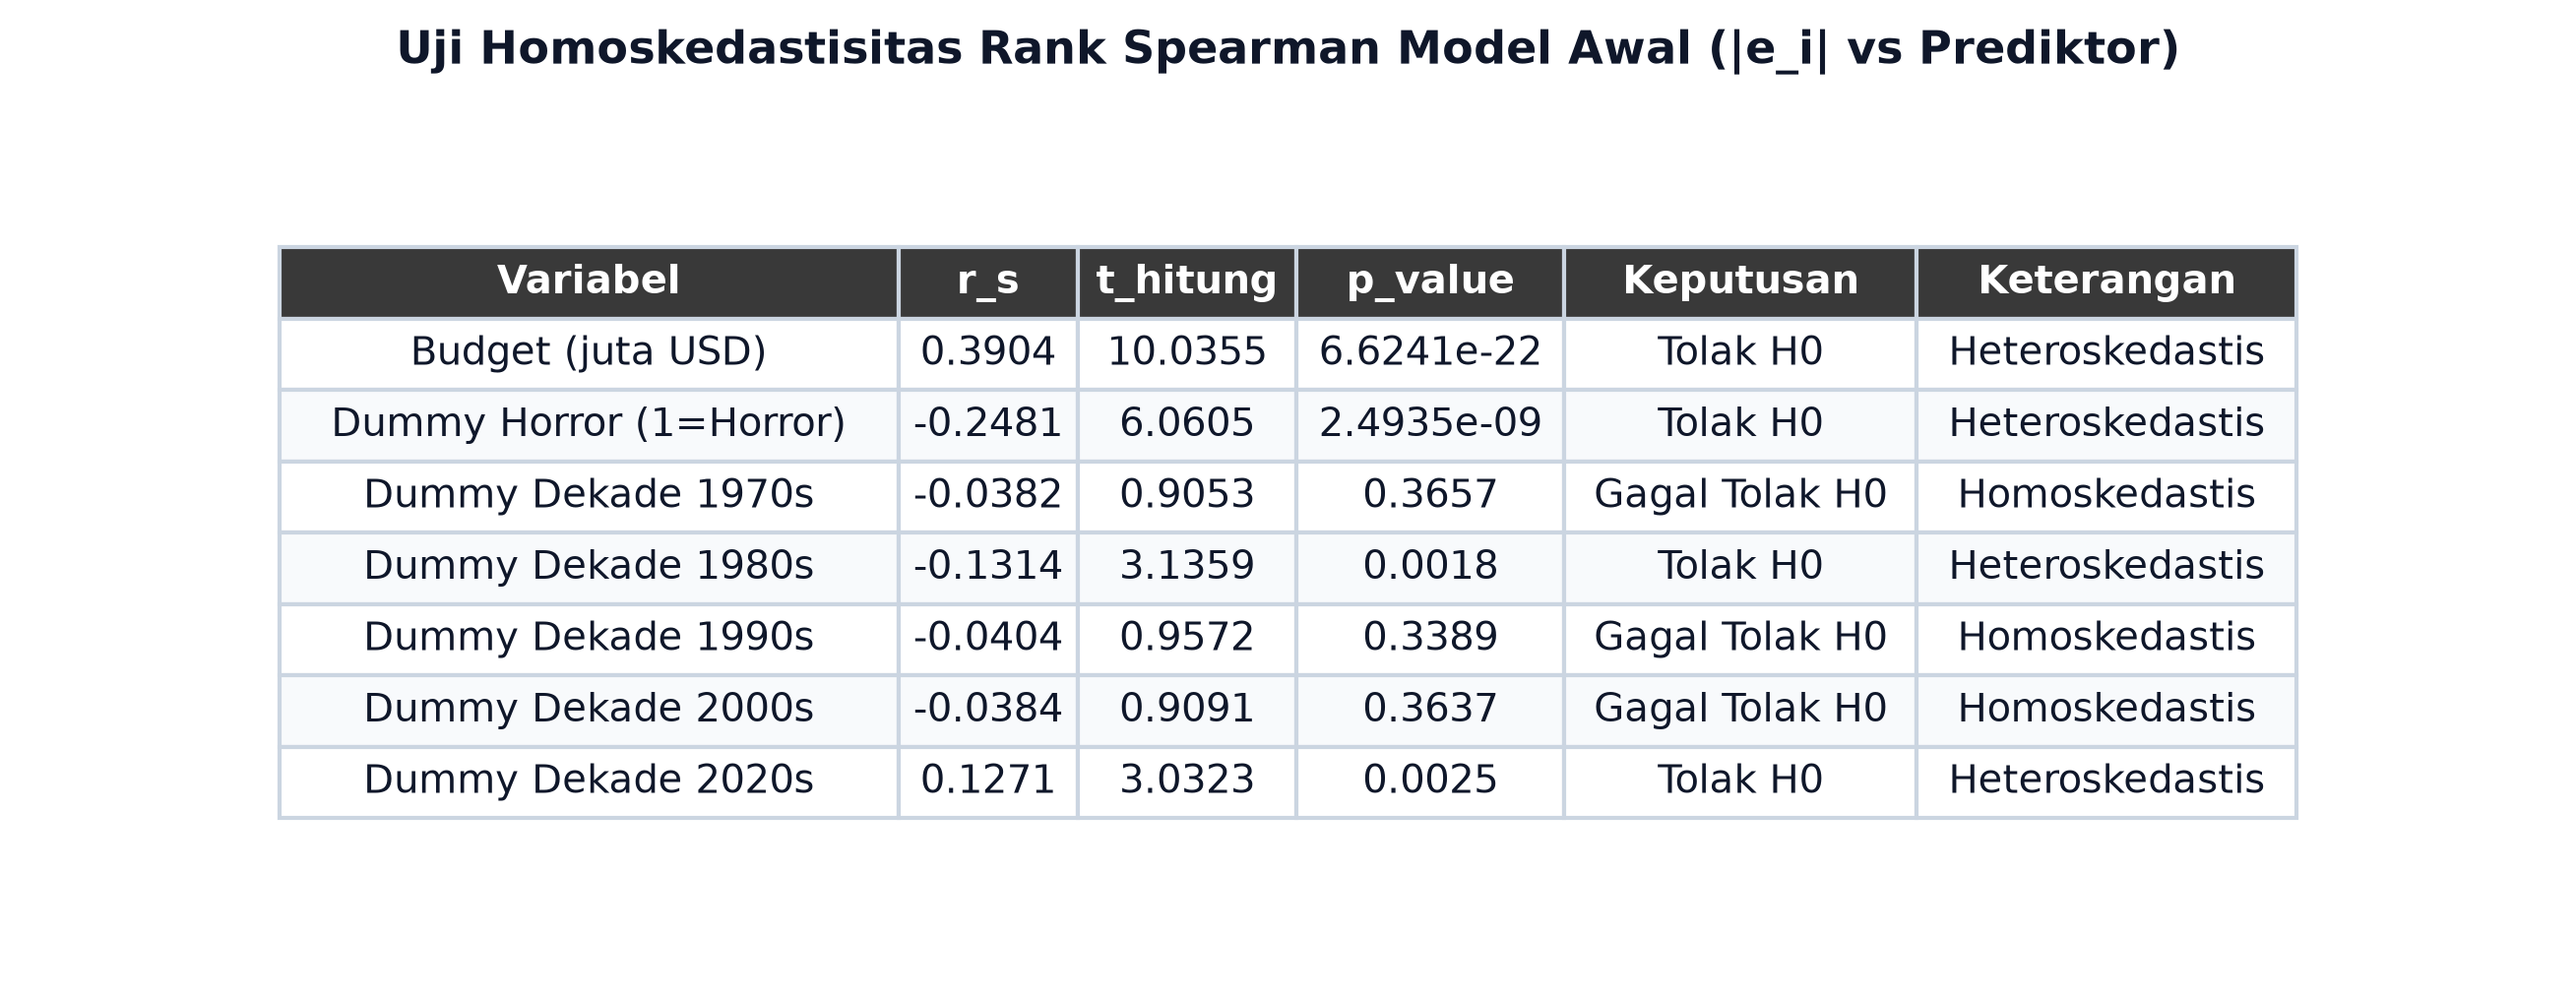 Uji Homoskedastisitas Rank Spearman Model Awal (|e_i| vs Prediktor)
Variabel r_s t_hitung p_value Keputusan Keterangan
Budget (juta USD) 0.3904 10.0355 6.6241e-22 Tolak H0 Heteroskedastis
Dummy Horror (1=Horror) -0.2481 6.0605 2.4935e-09 Tolak H0 Heteroskedastis
Dummy Dekade 1970s -0.0382 0.9053 0.3657 Gagal Tolak H0 Homoskedastis
Dummy Dekade 1980s -0.1314 3.1359 0.0018 Tolak H0 Heteroskedastis
Dummy Dekade 1990s -0.0404 0.9572 0.3389 Gagal Tolak H0 Homoskedastis
Dummy Dekade 2000s -0.0384 0.9091 0.3637 Gagal Tolak H0 Homoskedastis
Dummy Dekade 2020s 0.1271 3.0323 0.0025 Tolak H0 Heteroskedastis